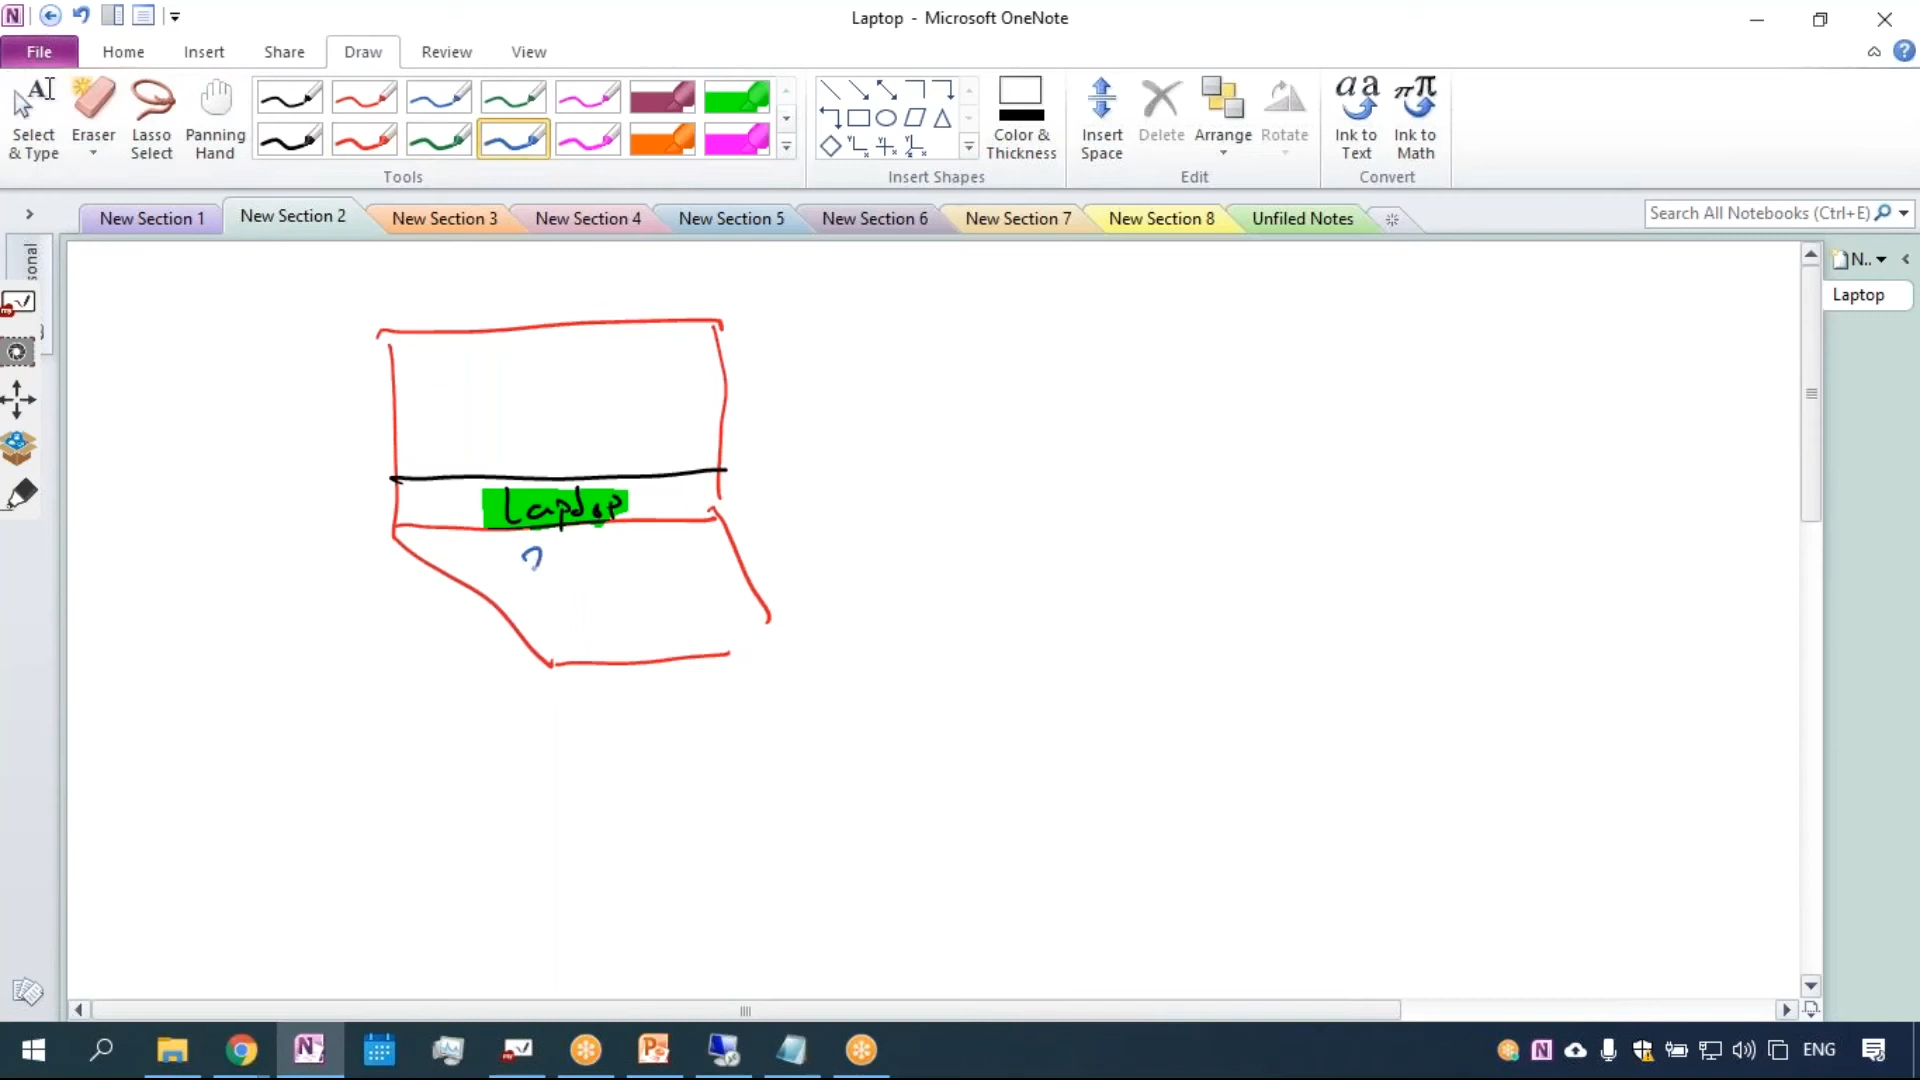 Laptop - Microsoft OneNote
File Home Insert Share Draw Review View
Select & Type
Eraser
Lasso Select
Panning Hand
Color & Thickness
Insert Space
Delete
Arrange
Rotate
Ink to Text
Ink to Math
Tools Insert Shapes Edit Convert
New Section 1 New Section 2 New Section 3 New Section 4 New Section 5 New Section 6 New Section 7 New Section 8 Unfiled Notes
Search All Notebooks (Ctrl+E)
N..
Laptop
sonal
Laptop
ENG